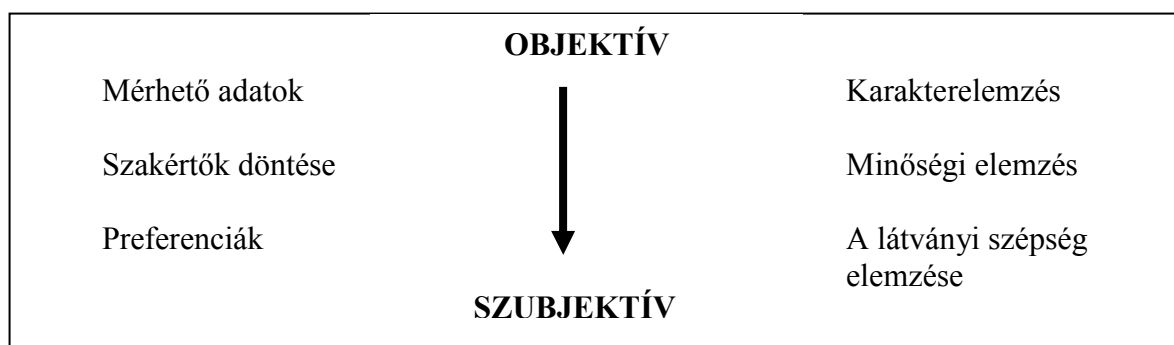 OBJEKTÍV
Mérhető adatok
Karakterelemzés
Szakértők döntése
Minőségi elemzés
Preferenciák
A látványi szépség
elemzése
SZUBJEKTÍV